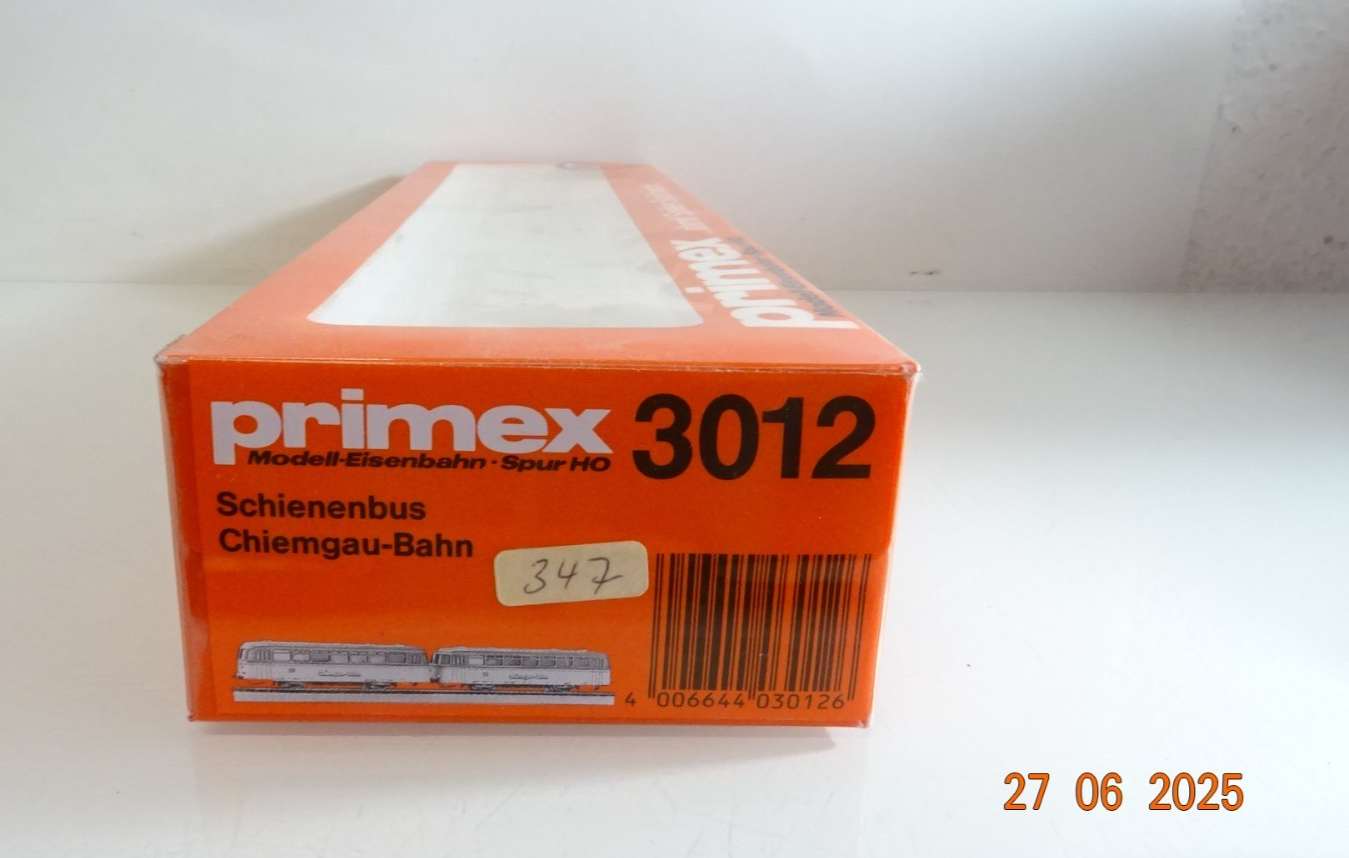 primex
primex 3012
Modell-Eisenbahn · Spur HO
Schienenbus
Chiemgau-Bahn
347
4 006644 030126
27 06 2025